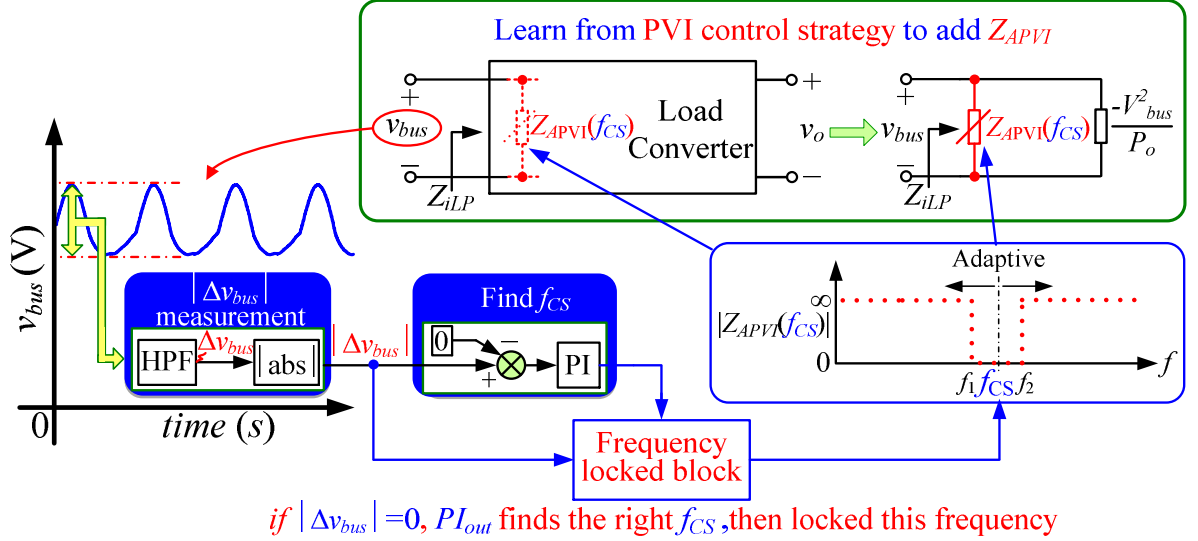 Learn from PVI control strategy to add Z_APVI
+
v_bus
−
Z_iLP
Z_APVI(f_CS)
Load
Converter
+
v_o
−
+
v_bus
−
Z_iLP
Z_APVI(f_CS)
-V²_bus
P_o
v_bus (V)
0
time (s)
|Δv_bus|
measurement
HPF
Δv_bus
|abs|
|Δv_bus|
Find f_CS
0
−
+
PI
Frequency
locked block
Adaptive
∞
|Z_APVI(f_CS)|
0
f_1 f_CS f_2
f
if |Δv_bus|=0, PI_out finds the right f_CS,then locked this frequency